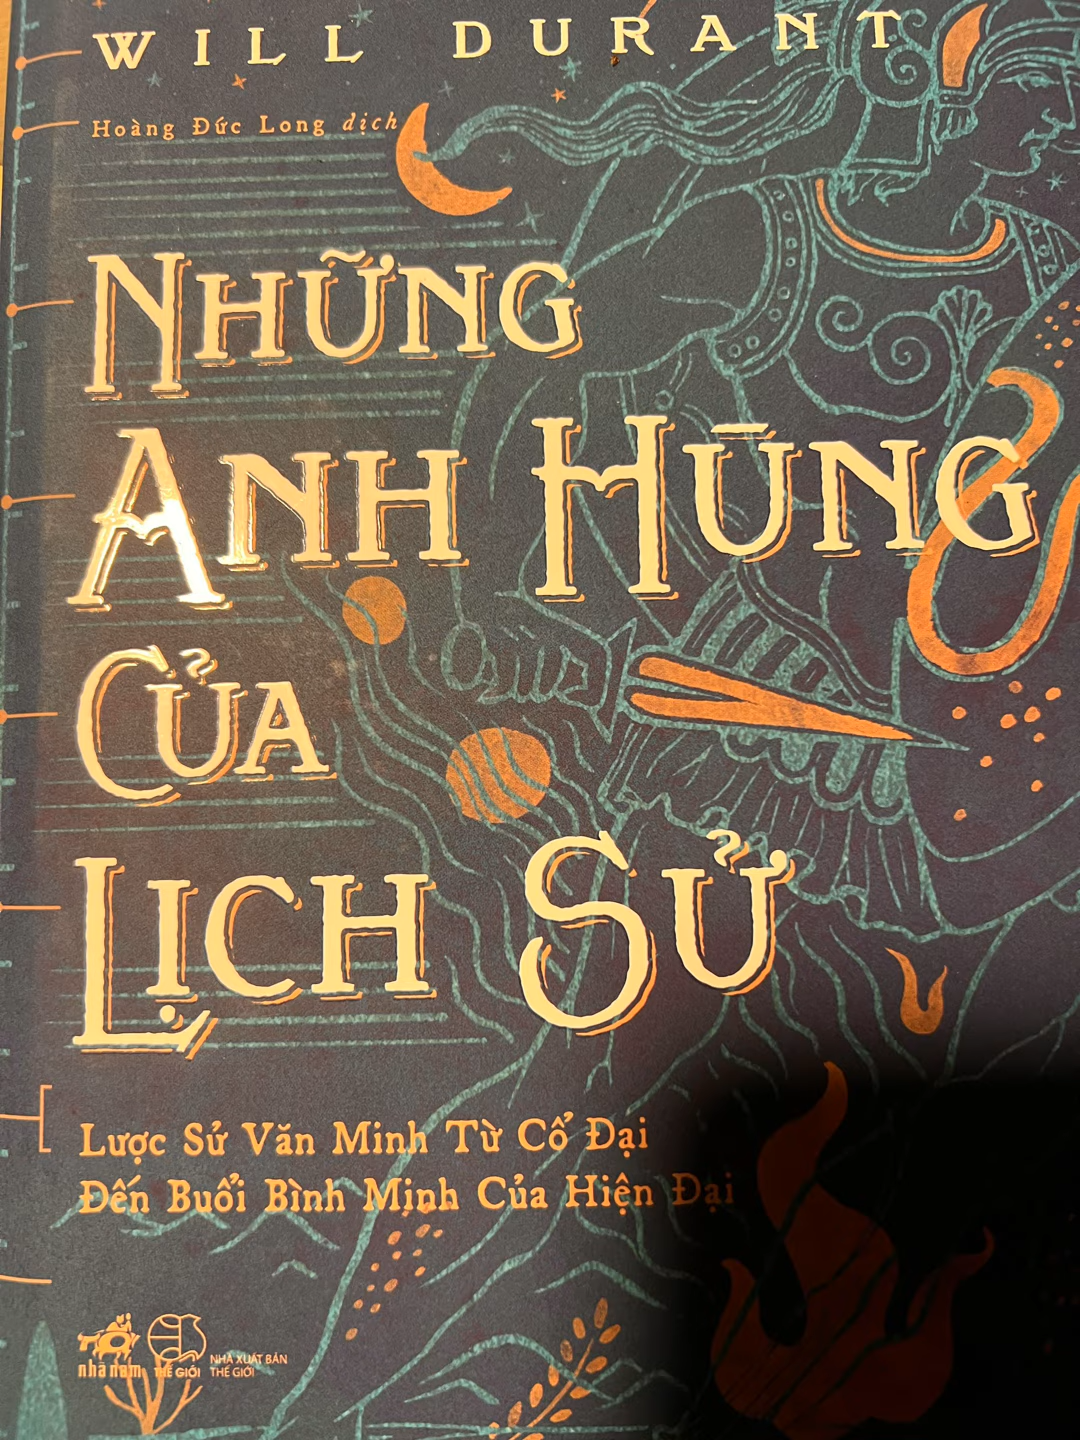 WILL DURANT
Hoàng Đức Long dịch
NHỮNG
ANH HŪNG
CỦA
LỊCH SỬ
Lược Sử Văn Minh Từ Cổ Đại
Đến Buổi Bình Minh Của Hiện Đại
nhã nam
THẾ GIỚI
NHÀ XUẤT BẢN
THẾ GIỚI